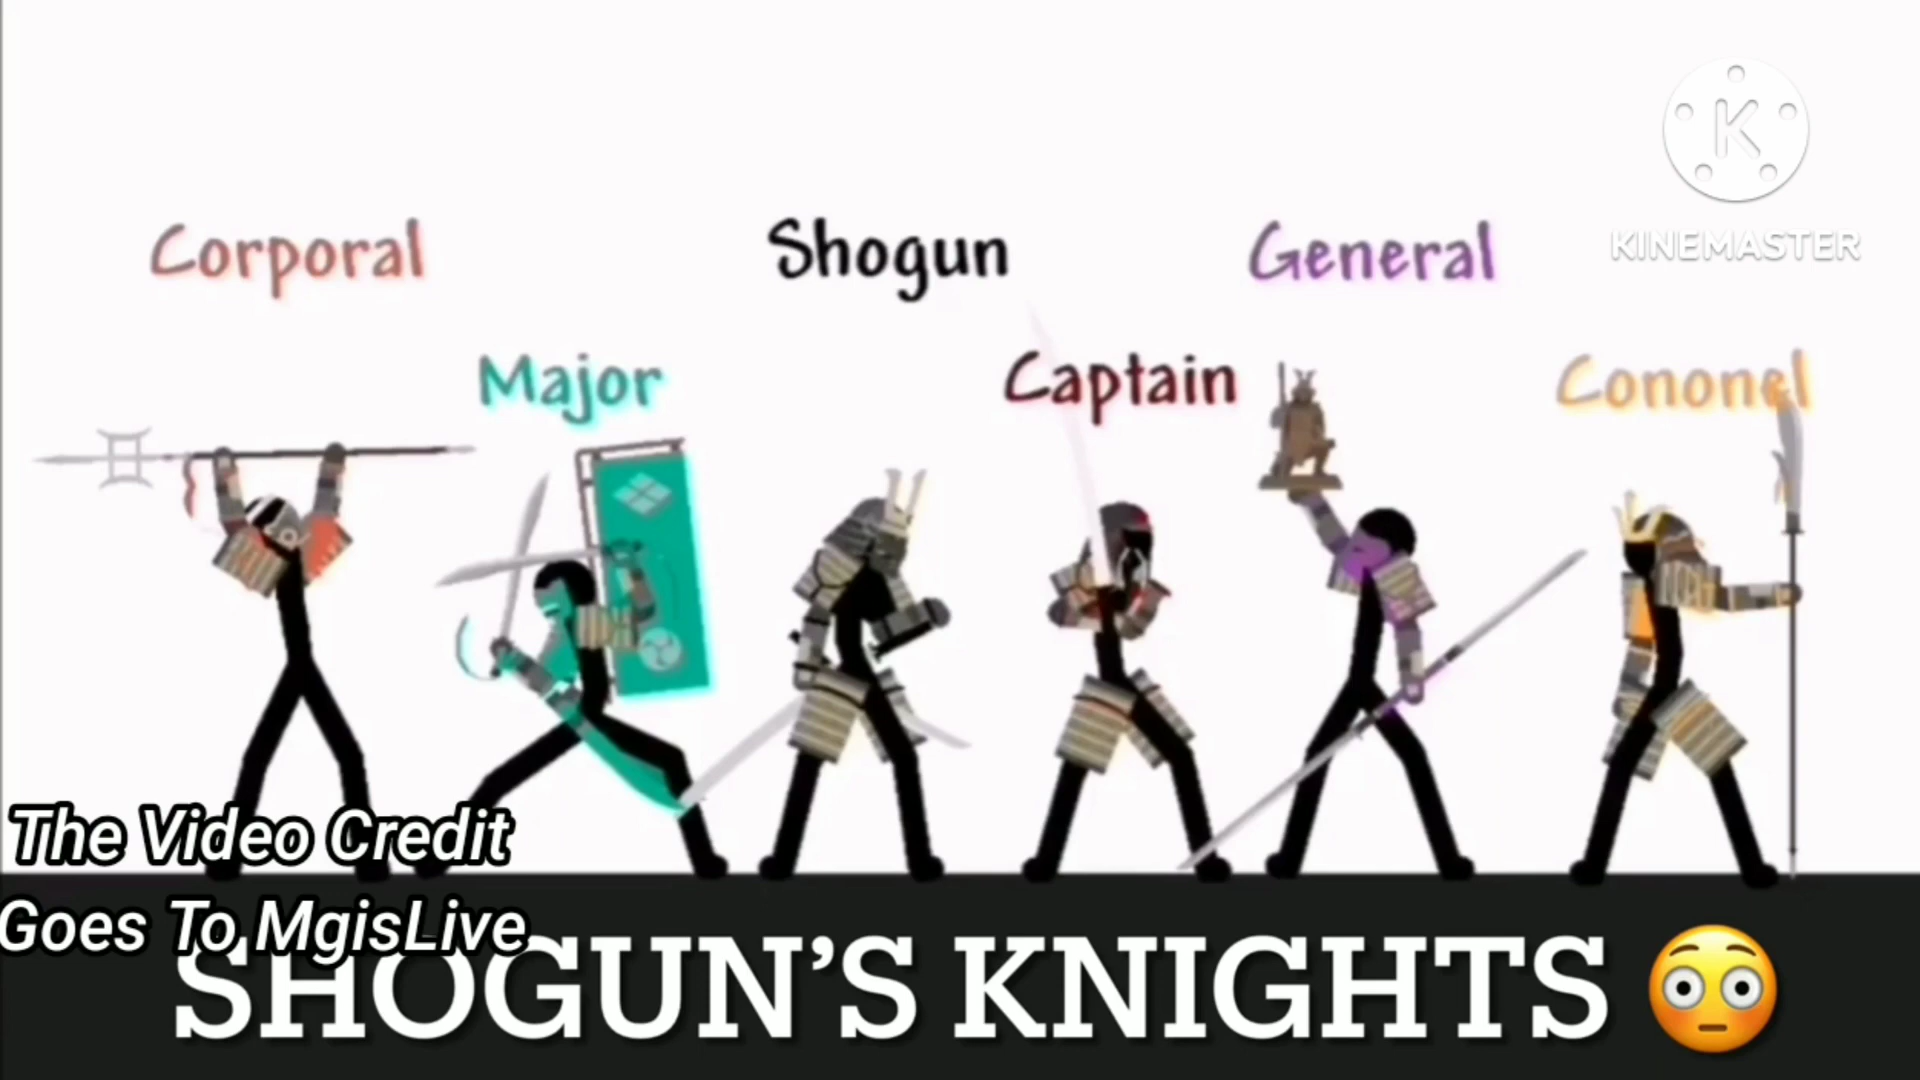 Corporal
Shogun
General
KINEMASTER
Major
Captain
Cononel
The Video Credit
Goes To MgisLive
SHOGUN’S KNIGHTS 😳